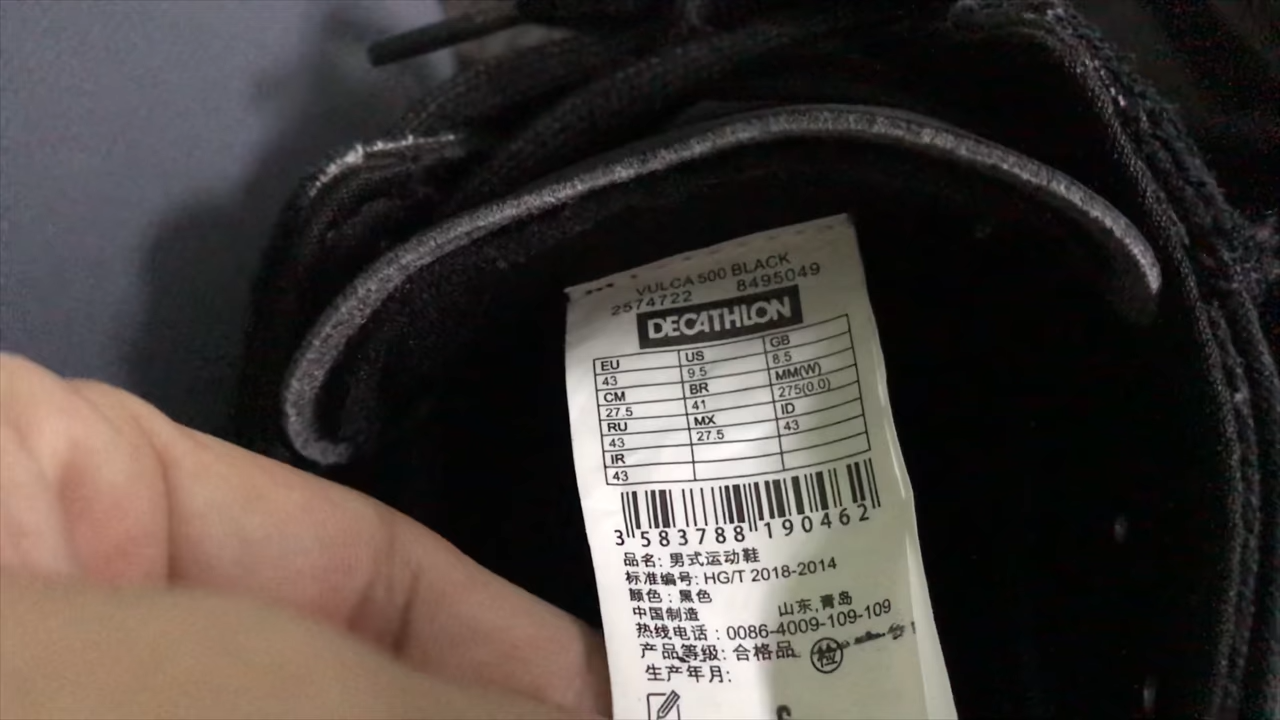 VULCA 500 BLACK
2574722 8495049
DECATHLON
EU US GB
43 9.5 8.5
CM BR MM(W)
27.5 41 275(0.0)
RU MX ID
43 27.5 43
IR
43
3 583788 190462
品名: 男式运动鞋
标准编号: HG/T 2018-2014
颜色: 黑色
中国制造 山东,青岛
热线电话: 0086-4009-109-109
产品等级: 合格品 检
生产年月: